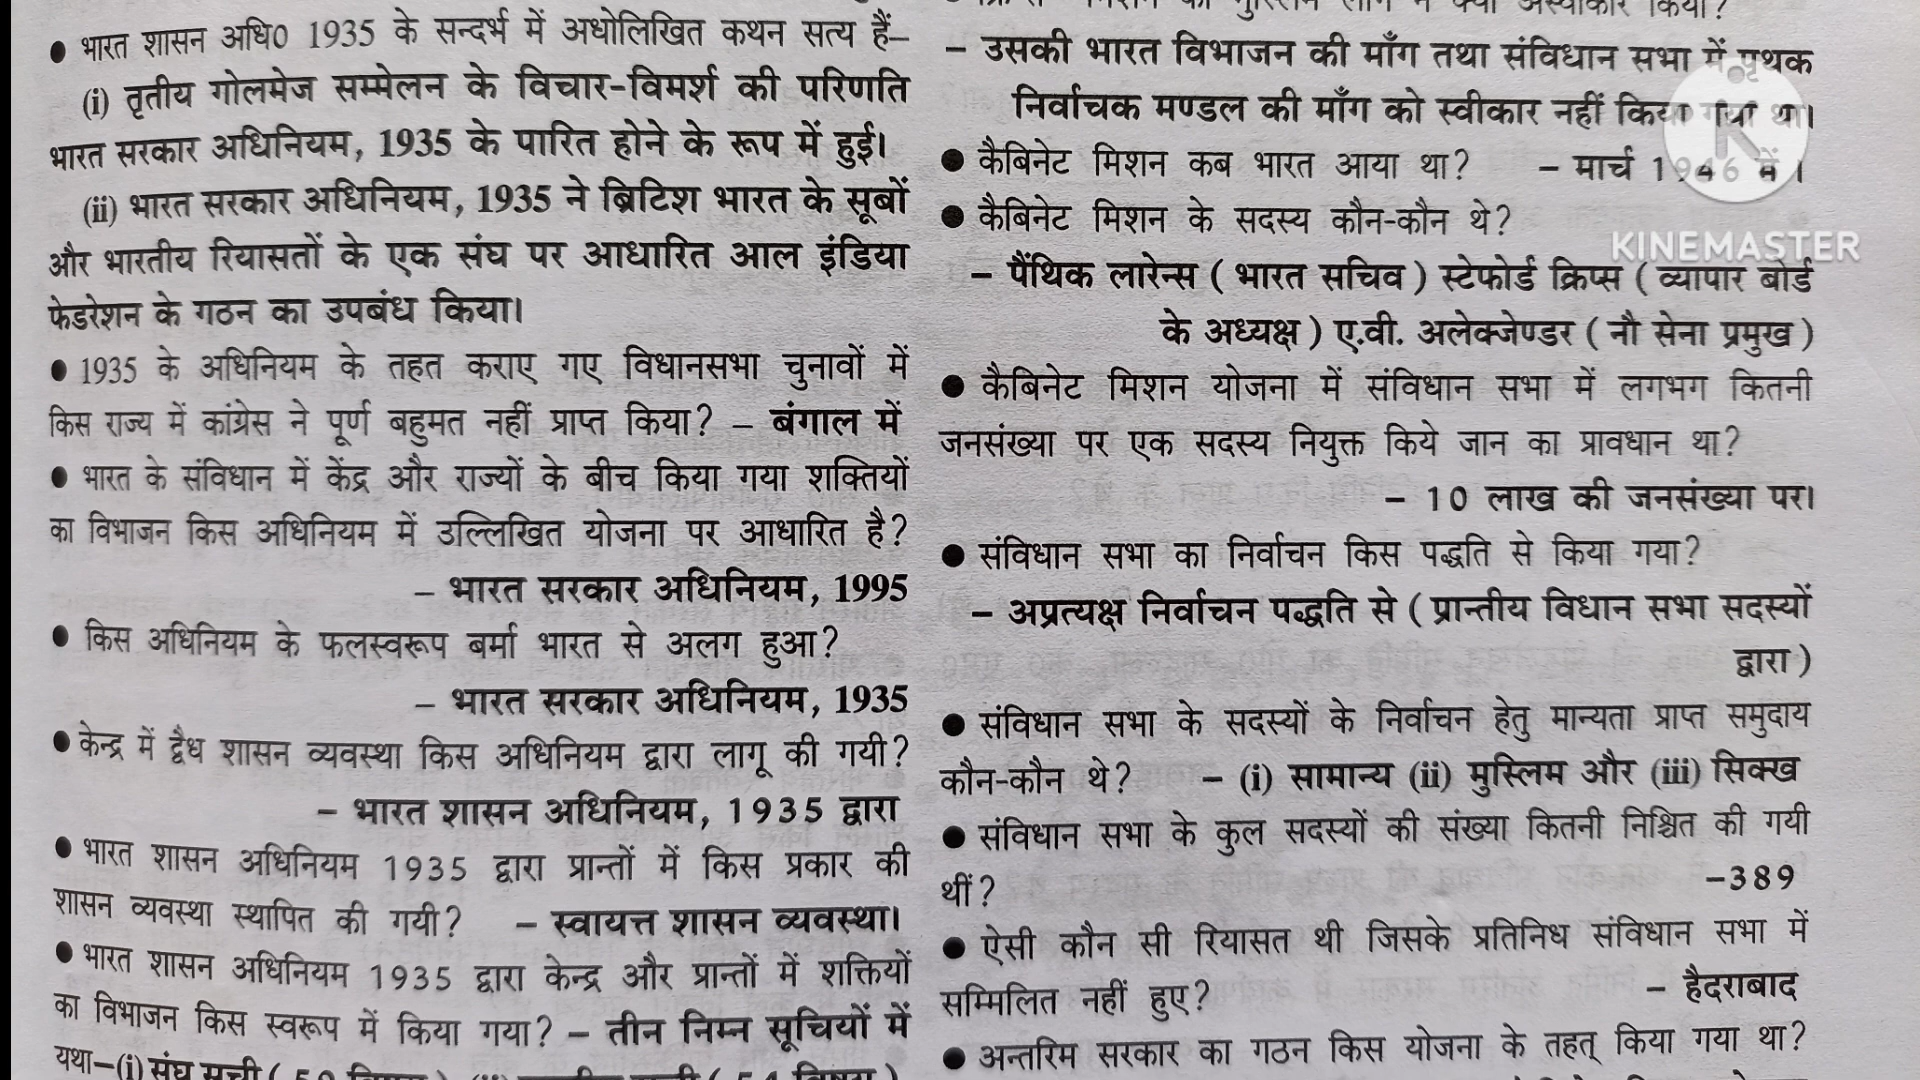 ● भारत शासन अधि0 1935 के सन्दर्भ में अधोलिखित कथन सत्य हैं–
(i) तृतीय गोलमेज सम्मेलन के विचार-विमर्श की परिणति
भारत सरकार अधिनियम, 1935 के पारित होने के रूप में हुई।
(ii) भारत सरकार अधिनियम, 1935 ने ब्रिटिश भारत के सूबों
और भारतीय रियासतों के एक संघ पर आधारित आल इंडिया
फेडरेशन के गठन का उपबंध किया।
● 1935 के अधिनियम के तहत कराए गए विधानसभा चुनावों में
किस राज्य में कांग्रेस ने पूर्ण बहुमत नहीं प्राप्त किया? – बंगाल में
● भारत के संविधान में केंद्र और राज्यों के बीच किया गया शक्तियों
का विभाजन किस अधिनियम में उल्लिखित योजना पर आधारित है?
– भारत सरकार अधिनियम, 1995
● किस अधिनियम के फलस्वरूप बर्मा भारत से अलग हुआ?
– भारत सरकार अधिनियम, 1935
● केन्द्र में द्वैध शासन व्यवस्था किस अधिनियम द्वारा लागू की गयी?
– भारत शासन अधिनियम, 1935 द्वारा
● भारत शासन अधिनियम 1935 द्वारा प्रान्तों में किस प्रकार की
शासन व्यवस्था स्थापित की गयी? – स्वायत्त शासन व्यवस्था।
● भारत शासन अधिनियम 1935 द्वारा केन्द्र और प्रान्तों में शक्तियों
का विभाजन किस स्वरूप में किया गया? – तीन निम्न सूचियों में
यथा–(i) संघ सूची
– उसकी भारत विभाजन की माँग तथा संविधान सभा में पृथक
निर्वाचक मण्डल की माँग को स्वीकार नहीं किया गया था।
● कैबिनेट मिशन कब भारत आया था? – मार्च 1946 में।
● कैबिनेट मिशन के सदस्य कौन-कौन थे?
KINEMASTER
– पैंथिक लारेन्स ( भारत सचिव ) स्टेफोर्ड क्रिप्स ( व्यापार बोर्ड
के अध्यक्ष ) ए.वी. अलेक्जेण्डर ( नौ सेना प्रमुख )
● कैबिनेट मिशन योजना में संविधान सभा में लगभग कितनी
जनसंख्या पर एक सदस्य नियुक्त किये जान का प्रावधान था?
– 10 लाख की जनसंख्या पर।
● संविधान सभा का निर्वाचन किस पद्धति से किया गया?
– अप्रत्यक्ष निर्वाचन पद्धति से ( प्रान्तीय विधान सभा सदस्यों
द्वारा )
● संविधान सभा के सदस्यों के निर्वाचन हेतु मान्यता प्राप्त समुदाय
कौन-कौन थे? – (i) सामान्य (ii) मुस्लिम और (iii) सिक्ख
● संविधान सभा के कुल सदस्यों की संख्या कितनी निश्चित की गयी
थीं? –389
● ऐसी कौन सी रियासत थी जिसके प्रतिनिध संविधान सभा में
सम्मिलित नहीं हुए? – हैदराबाद
● अन्तरिम सरकार का गठन किस योजना के तहत् किया गया था?